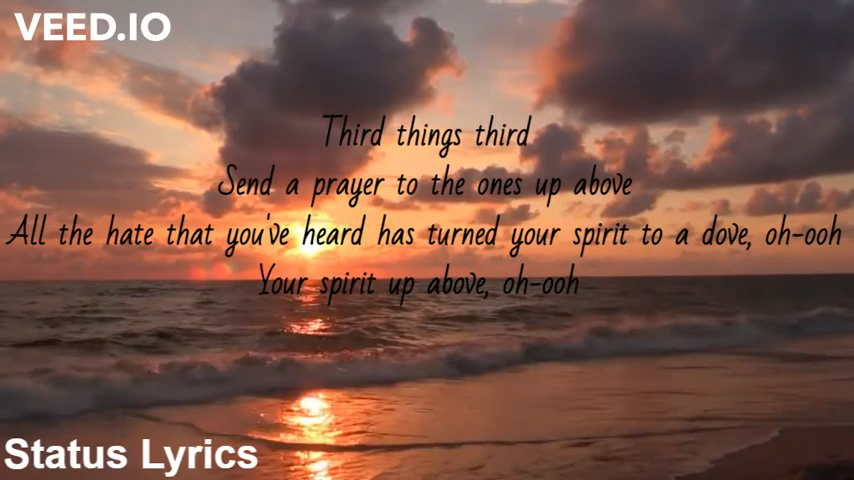 VEED.IO
Third things third
Send a prayer to the ones up above
All the hate that you've heard has turned your spirit to a dove, oh-ooh
Your spirit up above, oh-ooh
Status Lyrics